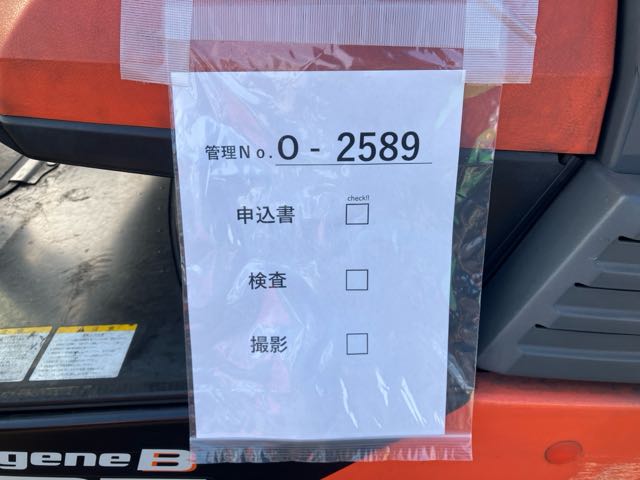 管理No.O - 2589
check!!
申込書 □
検査 □
撮影 □
gene B